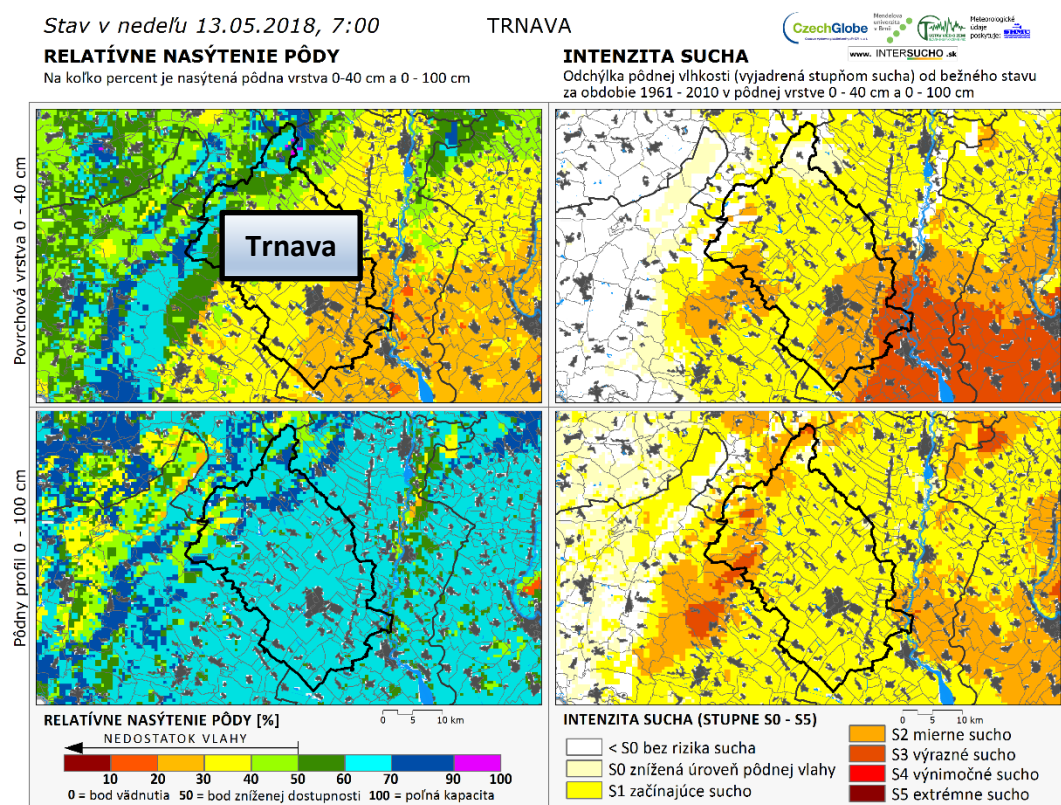 Stav v nedeľu 13.05.2018, 7:00
TRNAVA
CzechGlobe
Mendelova
univerzita
v Brně
Meteorologické
údaje
poskytuje:
www. INTERSUCHO .sk
RELATÍVNE NASÝTENIE PÔDY
Na koľko percent je nasýtená pôdna vrstva 0-40 cm a 0 - 100 cm
INTENZITA SUCHA
Odchýlka pôdnej vlhkosti (vyjadrená stupňom sucha) od bežného stavu
za obdobie 1961 - 2010 v pôdnej vrstve 0 - 40 cm a 0 - 100 cm
Povrchová vrstva 0 - 40 cm
Trnava
Pôdny profil 0 - 100 cm
RELATÍVNE NASÝTENIE PÔDY [%]
0 5 10 km
NEDOSTATOK VLAHY
10 20 30 40 50 60 70 80 90 100
0 = bod vädnutia 50 = bod zníženej dostupnosti 100 = poľná kapacita
INTENZITA SUCHA (STUPNE S0 - S5)
0 5 10 km
< S0 bez rizika sucha
S0 znížená úroveň pôdnej vlahy
S1 začínajúce sucho
S2 mierne sucho
S3 výrazné sucho
S4 výnimočné sucho
S5 extrémne sucho